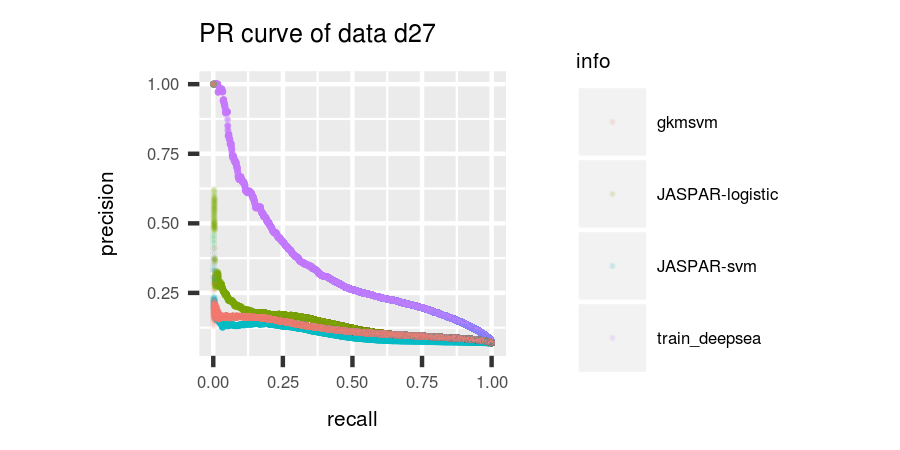 PR curve of data d27
info
1.00
0.75
0.50
0.25
precision
0.00 0.25 0.50 0.75 1.00
recall
gkmsvm
JASPAR-logistic
JASPAR-svm
train_deepsea